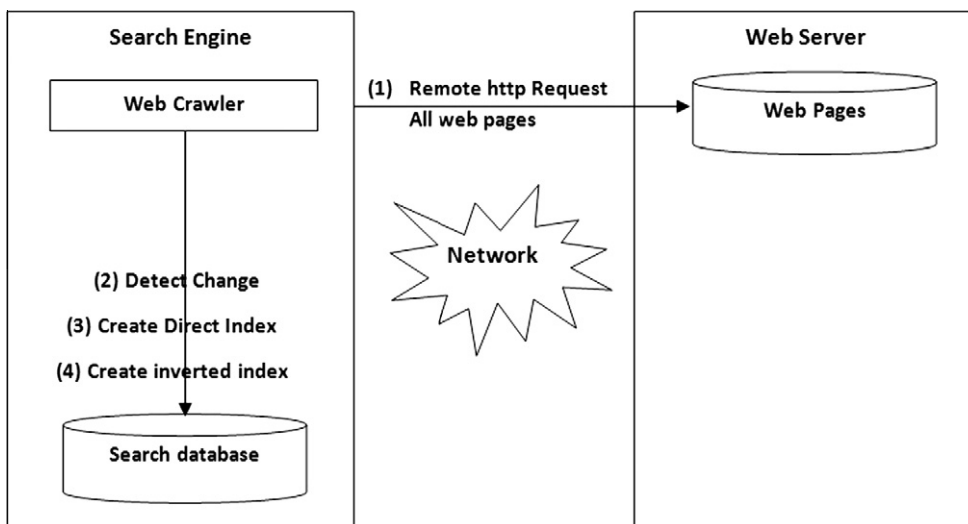 Search Engine
Web Crawler
(2) Detect Change
(3) Create Direct Index
(4) Create inverted index
Search database
(1) Remote http Request
All web pages
Network
Web Server
Web Pages